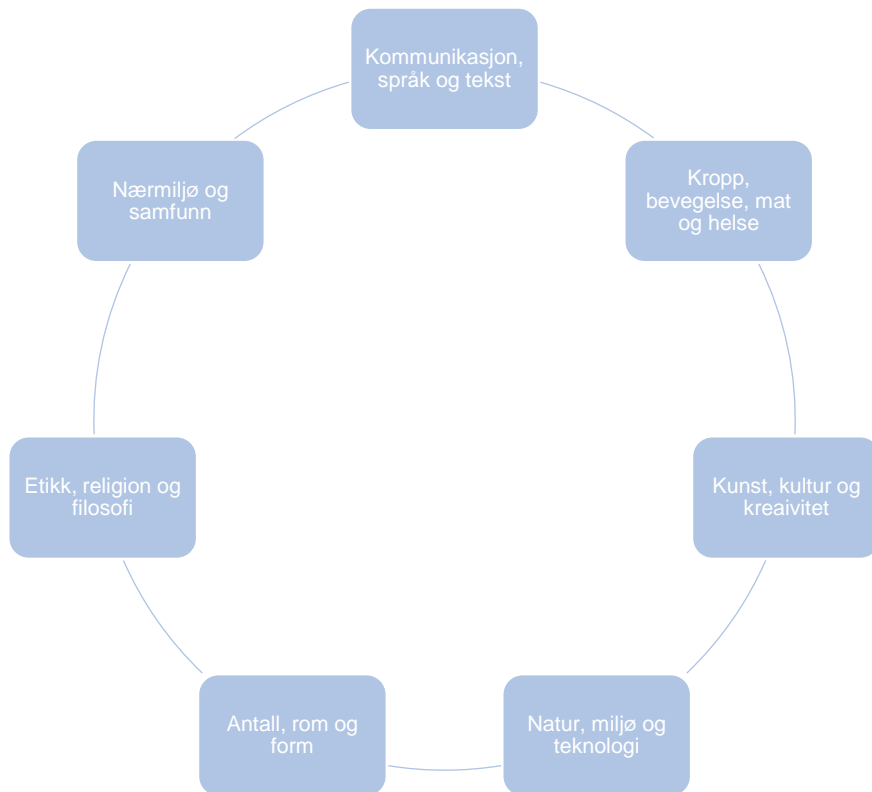 Kommunikasjon,
språk og tekst
Kropp,
bevegelse, mat
og helse
Kunst, kultur og
kreaivitet
Natur, miljø og
teknologi
Antall, rom og
form
Etikk, religion og
filosofi
Nærmiljø og
samfunn